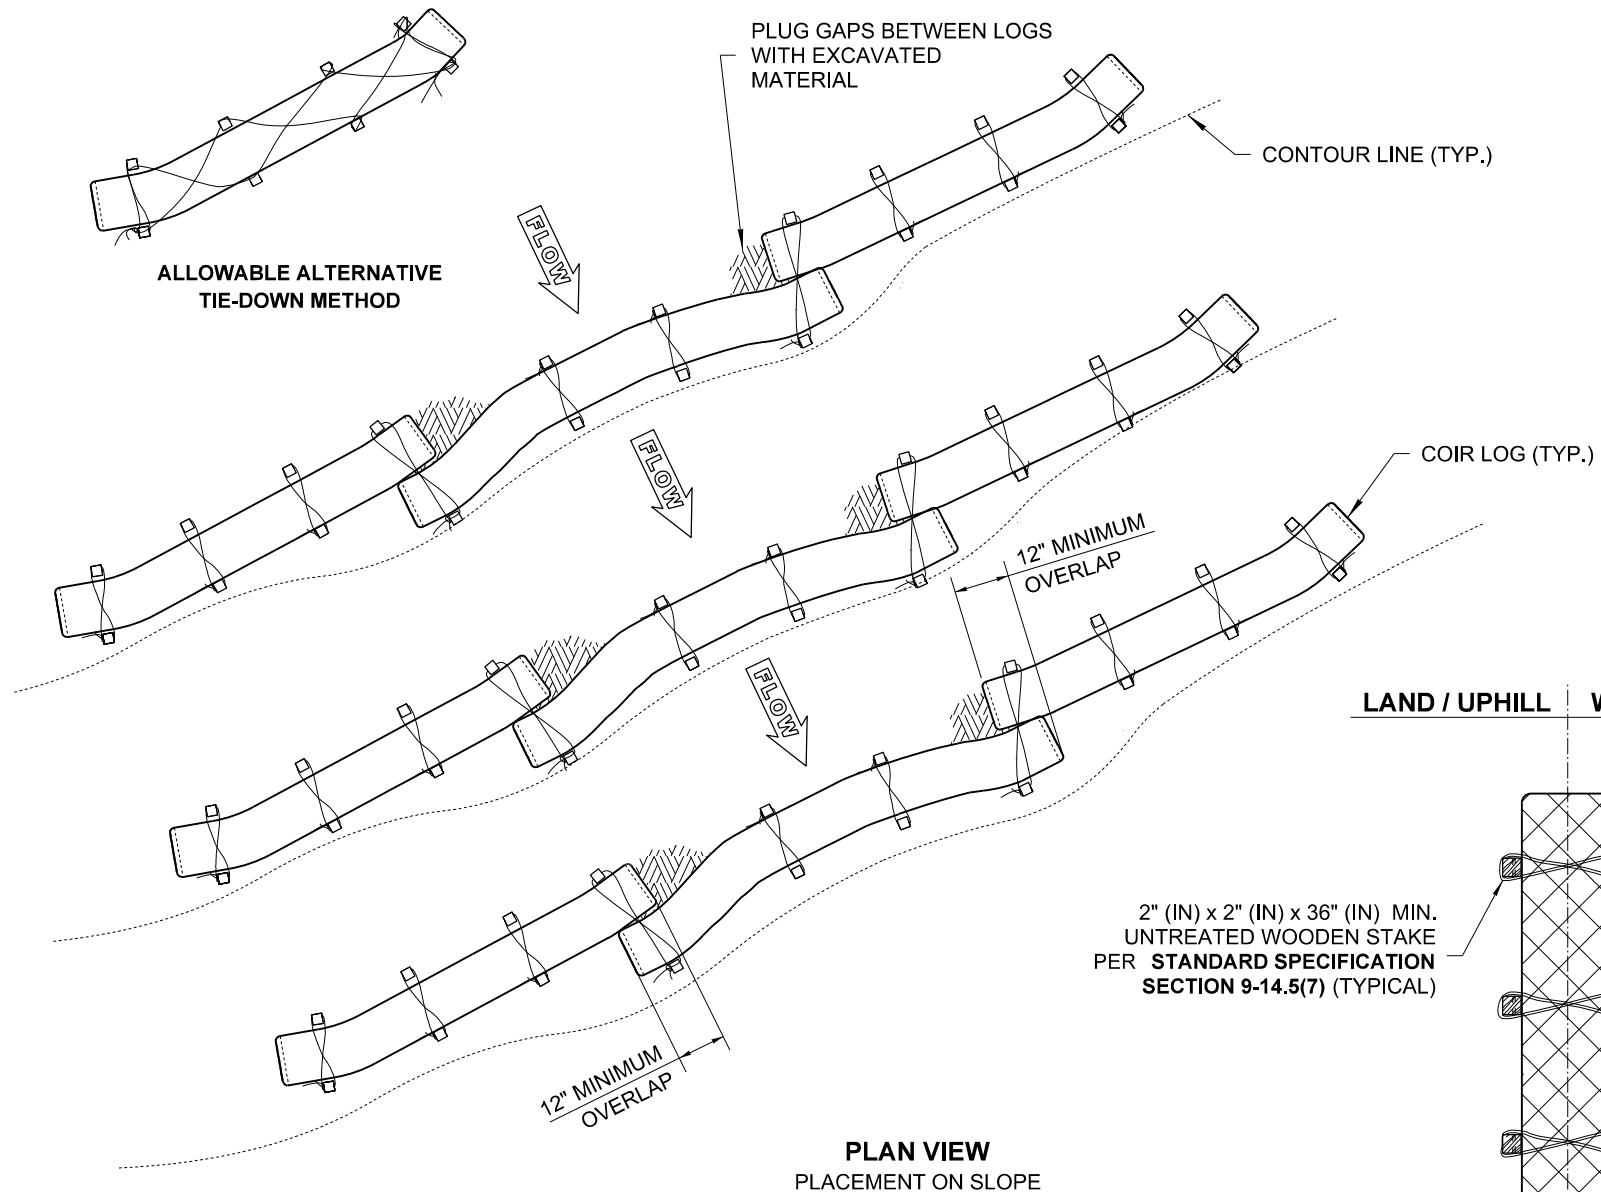 PLUG GAPS BETWEEN LOGS
WITH EXCAVATED
MATERIAL
CONTOUR LINE (TYP.)
ALLOWABLE ALTERNATIVE
TIE-DOWN METHOD
FLOW
FLOW
COIR LOG (TYP.)
12" MINIMUM
OVERLAP
FLOW
LAND / UPHILL
2" (IN) x 2" (IN) x 36" (IN) MIN.
UNTREATED WOODEN STAKE
PER STANDARD SPECIFICATION
SECTION 9-14.5(7) (TYPICAL)
12" MINIMUM
OVERLAP
PLAN VIEW
PLACEMENT ON SLOPE